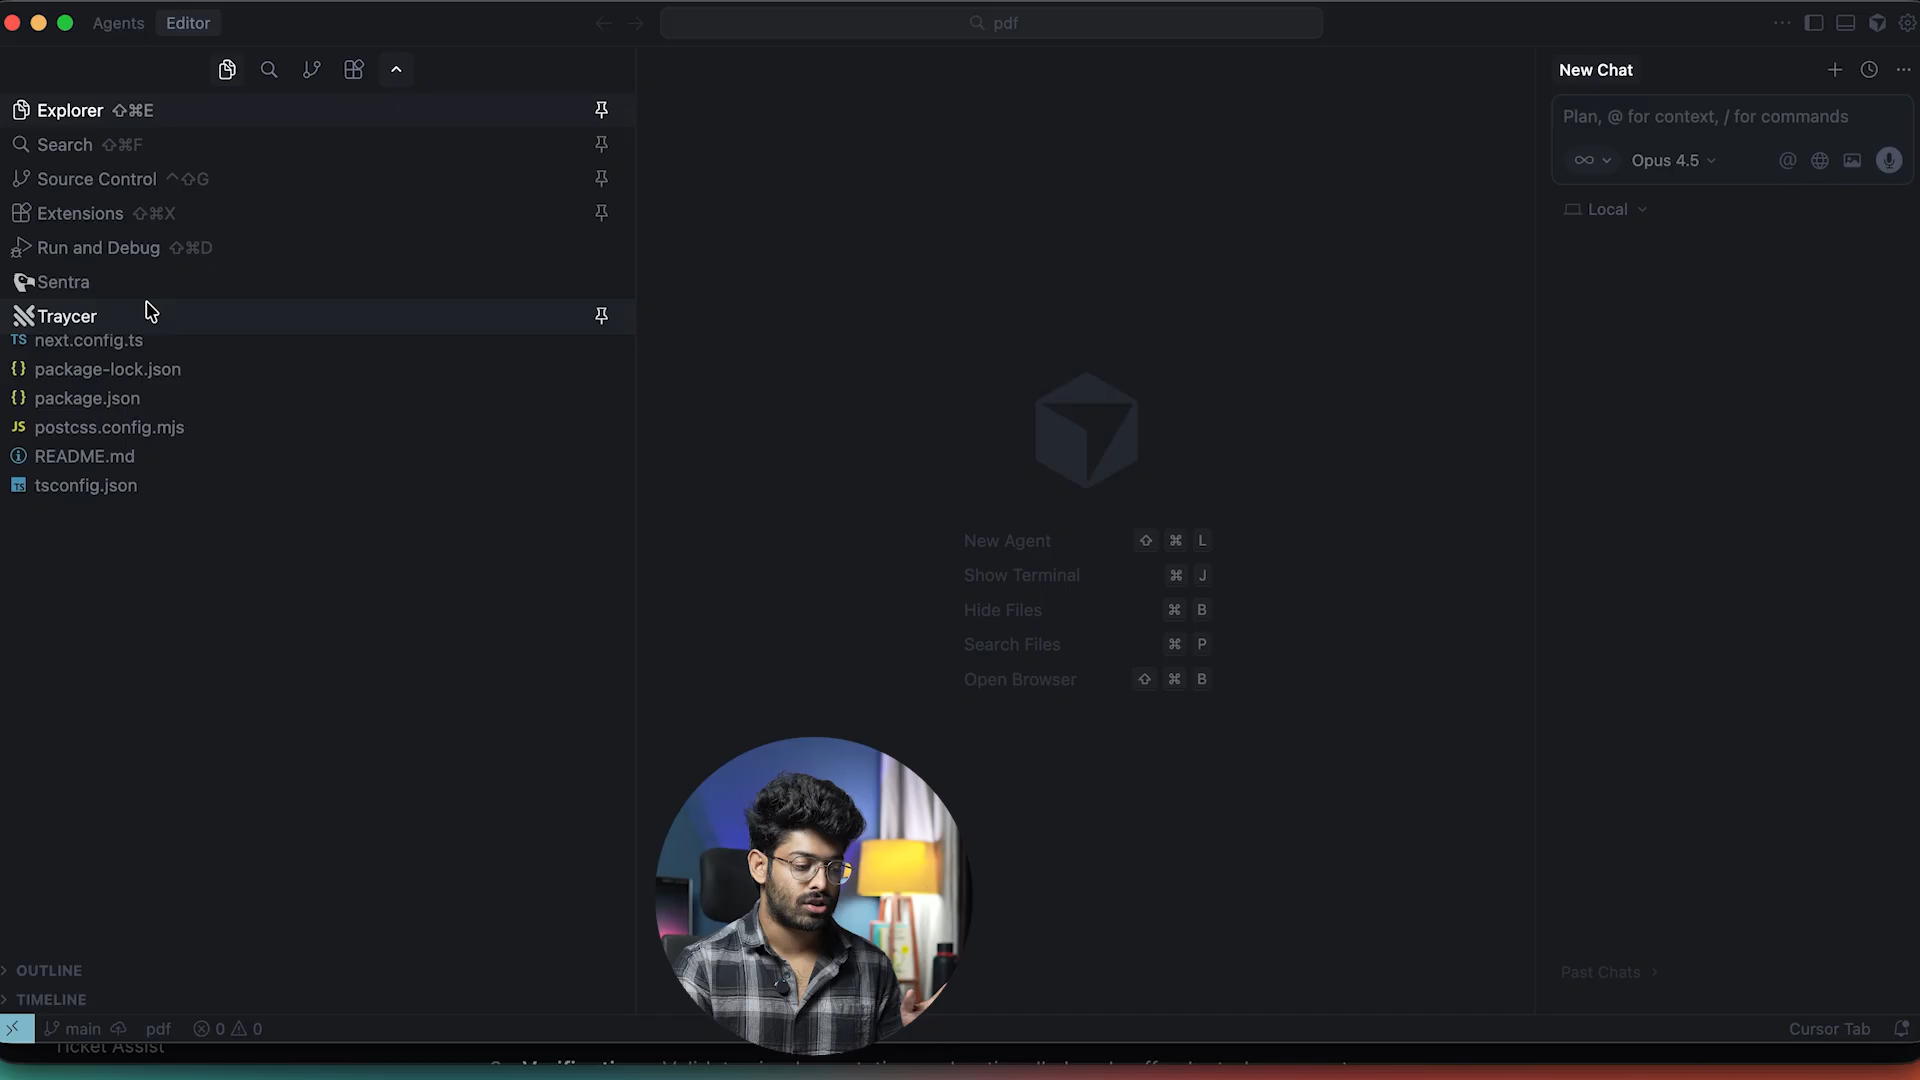 Agents Editor
pdf
Explorer ⇧⌘E
Search ⇧⌘F
Source Control ⌃⇧G
Extensions ⇧⌘X
Run and Debug ⇧⌘D
Sentra
Traycer
next.config.ts
package-lock.json
package.json
postcss.config.mjs
README.md
tsconfig.json
OUTLINE
TIMELINE
main pdf 0 0
Ticket Assist
New Agent ⇧ ⌘ L
Show Terminal ⌘ J
Hide Files ⌘ B
Search Files ⌘ P
Open Browser ⇧ ⌘ B
New Chat
Plan, @ for context, / for commands
∞ Opus 4.5 @
Local
Past Chats
Cursor Tab